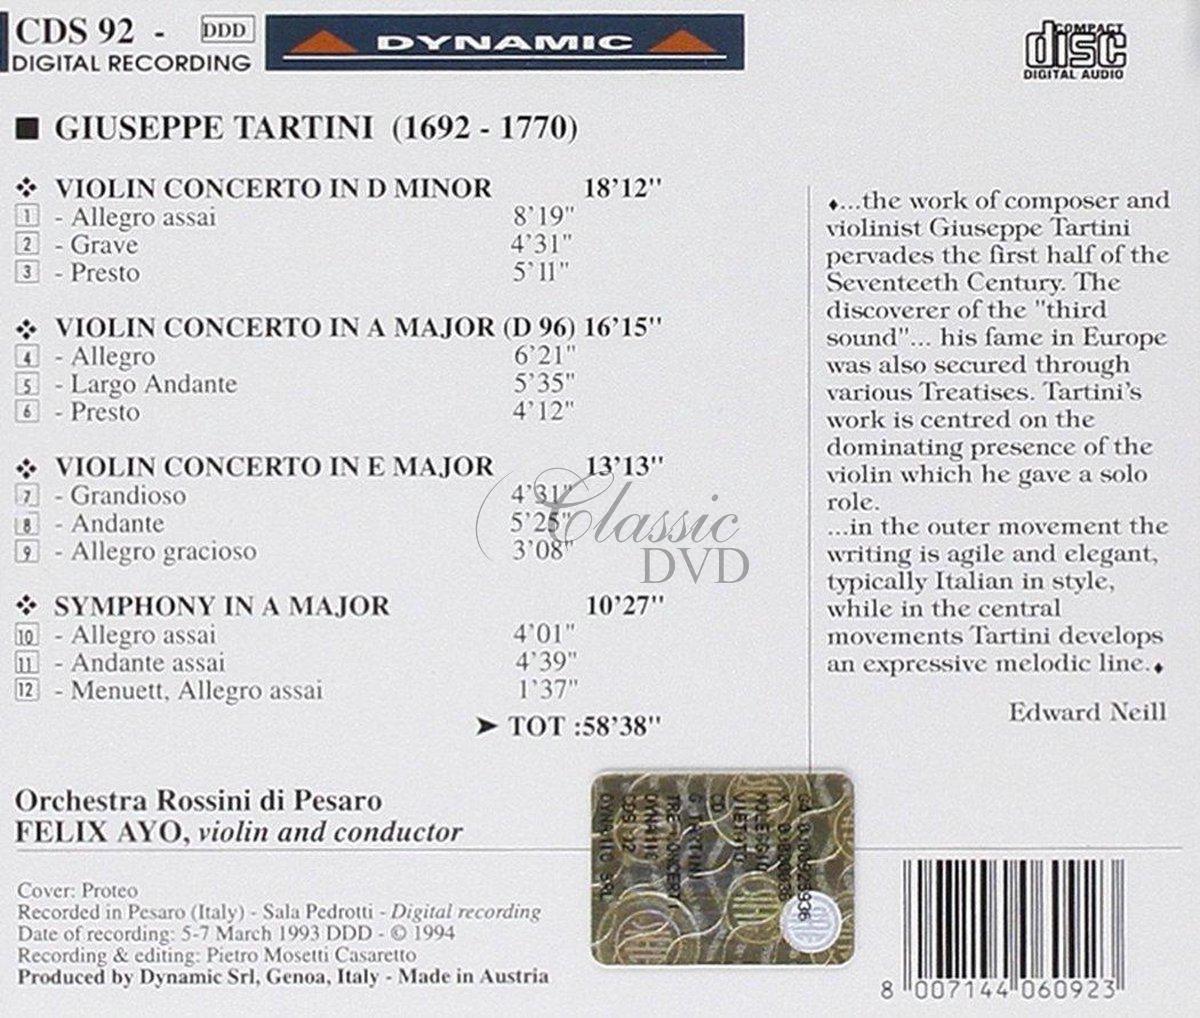 CDS 92 - DDD
DIGITAL RECORDING
DYNAMIC
COMPACT
disc
DIGITAL AUDIO
■ GIUSEPPE TARTINI (1692 - 1770)
❖ VIOLIN CONCERTO IN D MINOR 18'12"
1 - Allegro assai 8'19"
2 - Grave 4'31"
3 - Presto 5'11"
❖ VIOLIN CONCERTO IN A MAJOR (D 96) 16'15"
4 - Allegro 6'21"
5 - Largo Andante 5'35"
6 - Presto 4'12"
❖ VIOLIN CONCERTO IN E MAJOR 13'13"
7 - Grandioso 4'31"
8 - Andante 5'25"
9 - Allegro gracioso 3'08"
❖ SYMPHONY IN A MAJOR 10'27"
10 - Allegro assai 4'01"
11 - Andante assai 4'39"
12 - Menuett, Allegro assai 1'37"
➤ TOT :58'38"
♦...the work of composer and
violinist Giuseppe Tartini
pervades the first half of the
Seventeeth Century. The
discoverer of the "third
sound"... his fame in Europe
was also secured through
various Treatises. Tartini's
work is centred on the
dominating presence of the
violin which he gave a solo
role.
...in the outer movement the
writing is agile and elegant,
typically Italian in style,
while in the central
movements Tartini develops
an expressive melodic line.♦
Edward Neill
Classic
DVD
Orchestra Rossini di Pesaro
FELIX AYO, violin and conductor
Cover: Proteo
Recorded in Pesaro (Italy) - Sala Pedrotti - Digital recording
Date of recording: 5-7 March 1993 DDD - © 1994
Recording & editing: Pietro Mosetti Casaretto
Produced by Dynamic Srl, Genoa, Italy - Made in Austria
NOLEGGIO
VIETATO
CD
G TARTINI
TRE CONCERT
DYNAMIC
CDS 92
DYNAMIC SRL
8 007144 060923